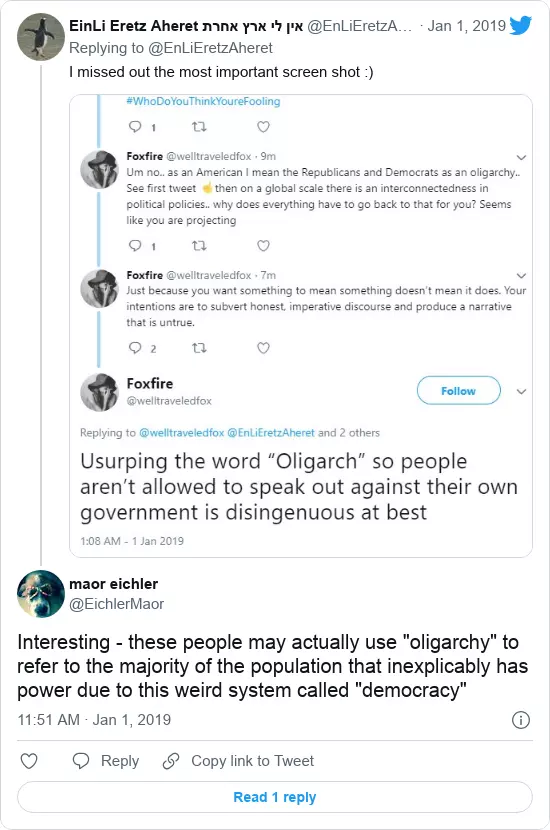 EinLi Eretz Aheret אין לי ארץ אחרת @EnLiEretzA... · Jan 1, 2019
Replying to @EnLiEretzAheret
I missed out the most important screen shot :)
#WhoDoYouThinkYoureFooling
1
Foxfire @welltraveledfox · 9m
Um no.. as an American I mean the Republicans and Democrats as an oligarchy..
See first tweet ☝then on a global scale there is an interconnectedness in
political policies.. why does everything have to go back to that for you? Seems
like you are projecting
1
Foxfire @welltraveledfox · 7m
Just because you want something to mean something doesn't mean it does. Your
intentions are to subvert honest, imperative discourse and produce a narrative
that is untrue.
2
Foxfire
@welltraveledfox
Follow
Replying to @welltraveledfox @EnLiEretzAheret and 2 others
Usurping the word “Oligarch” so people
aren’t allowed to speak out against their own
government is disingenuous at best
1:08 AM - 1 Jan 2019
maor eichler
@EichlerMaor
Interesting - these people may actually use "oligarchy" to
refer to the majority of the population that inexplicably has
power due to this weird system called "democracy"
11:51 AM · Jan 1, 2019
Reply Copy link to Tweet
Read 1 reply